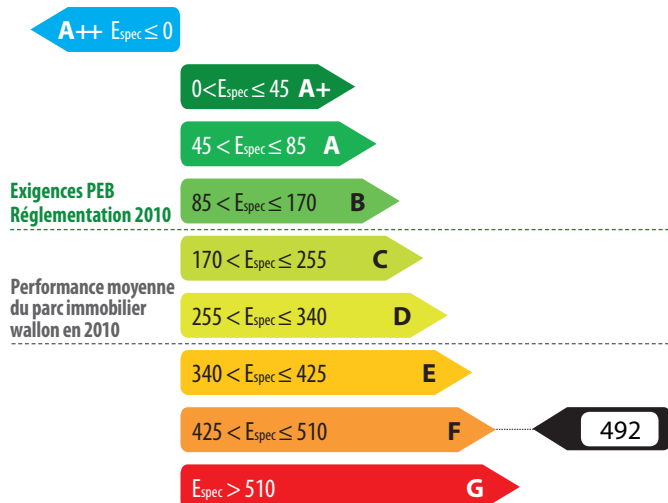 A++ Espec ≤ 0
0<Espec ≤ 45 A+
45 < Espec ≤ 85 A
Exigences PEB
Réglementation 2010
85 < Espec ≤ 170 B
170 < Espec ≤ 255 C
Performance moyenne
du parc immobilier
wallon en 2010
255 < Espec ≤ 340 D
340 < Espec ≤ 425 E
425 < Espec ≤ 510 F
492
Espec > 510 G